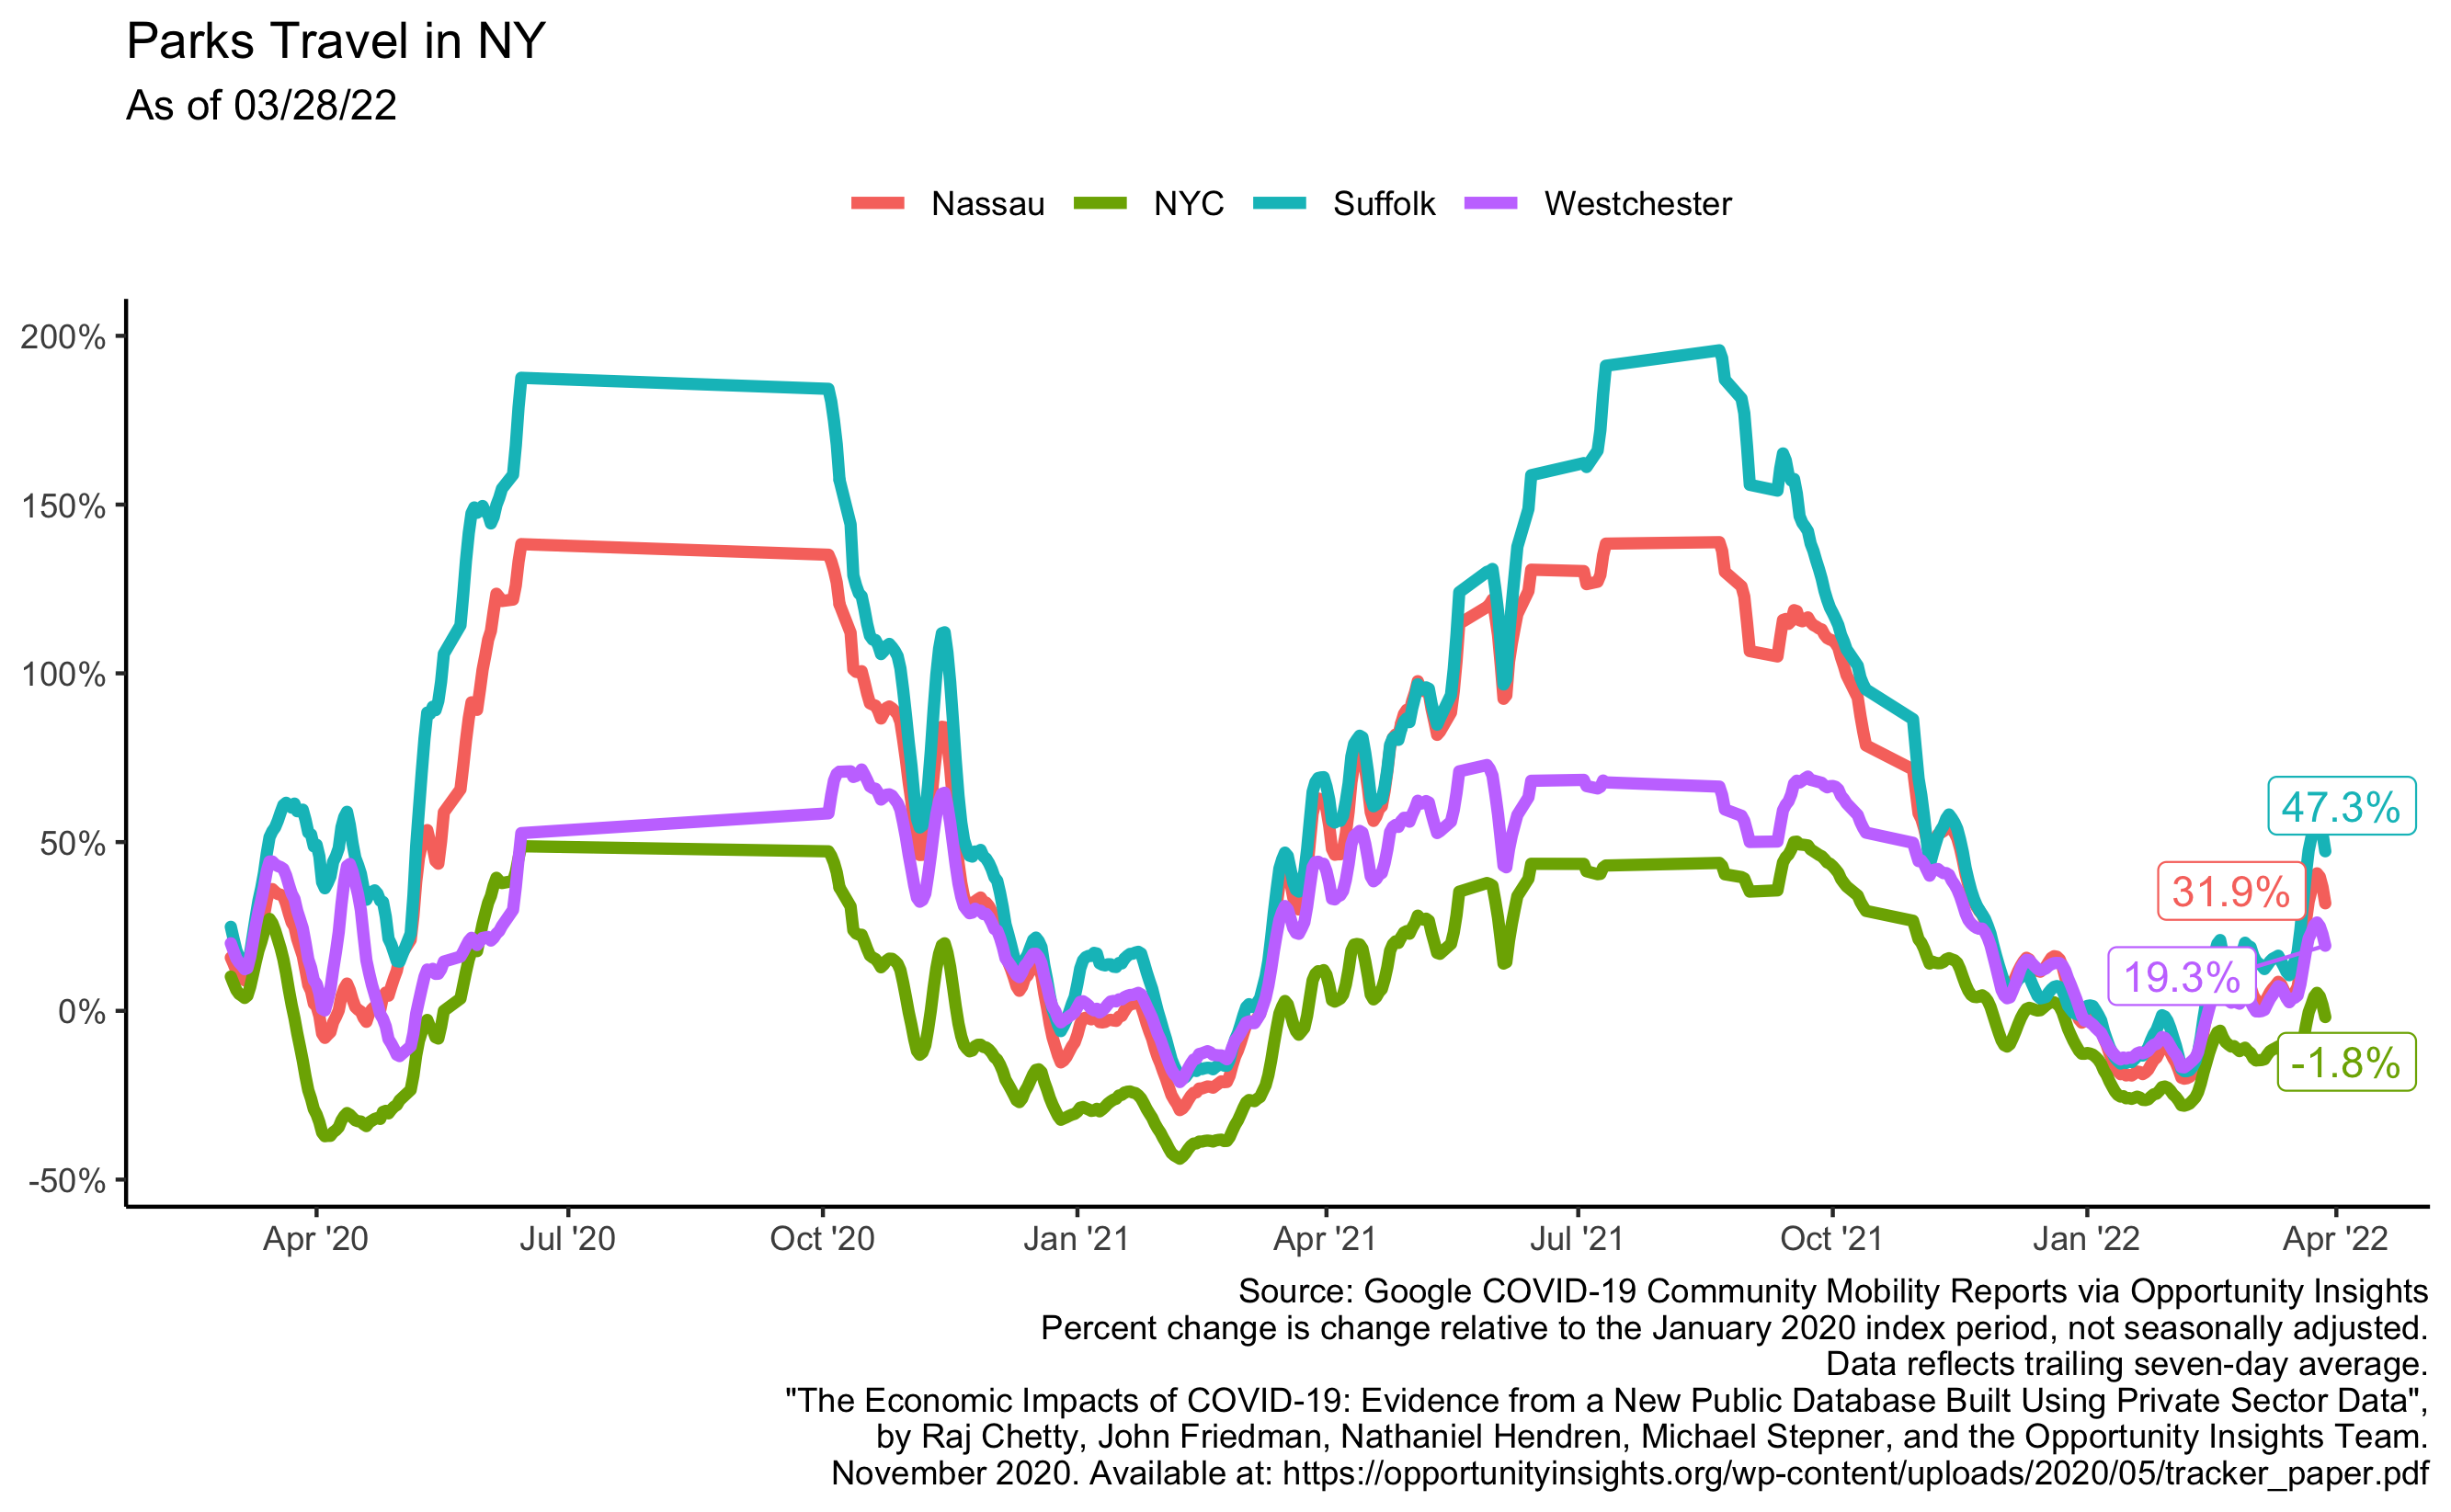 Parks Travel in NY
As of 03/28/22
Nassau NYC Suffolk Westchester
200%
150%
100%
50%
0%
-50%
47.3%
31.9%
19.3%
-1.8%
Apr '20 Jul '20 Oct '20 Jan '21 Apr '21 Jul '21 Oct '21 Jan '22 Apr '22
Source: Google COVID-19 Community Mobility Reports via Opportunity Insights
Percent change is change relative to the January 2020 index period, not seasonally adjusted.
Data reflects trailing seven-day average.
"The Economic Impacts of COVID-19: Evidence from a New Public Database Built Using Private Sector Data",
by Raj Chetty, John Friedman, Nathaniel Hendren, Michael Stepner, and the Opportunity Insights Team.
November 2020. Available at: https://opportunityinsights.org/wp-content/uploads/2020/05/tracker_paper.pdf